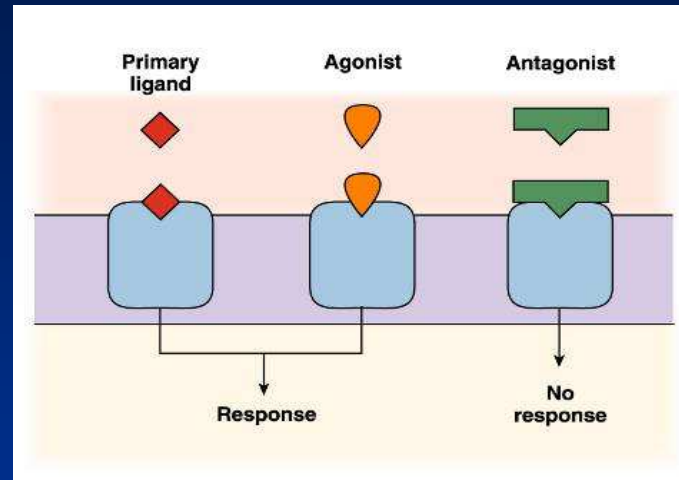 Primary
ligand
Agonist
Antagonist
Response
No
response